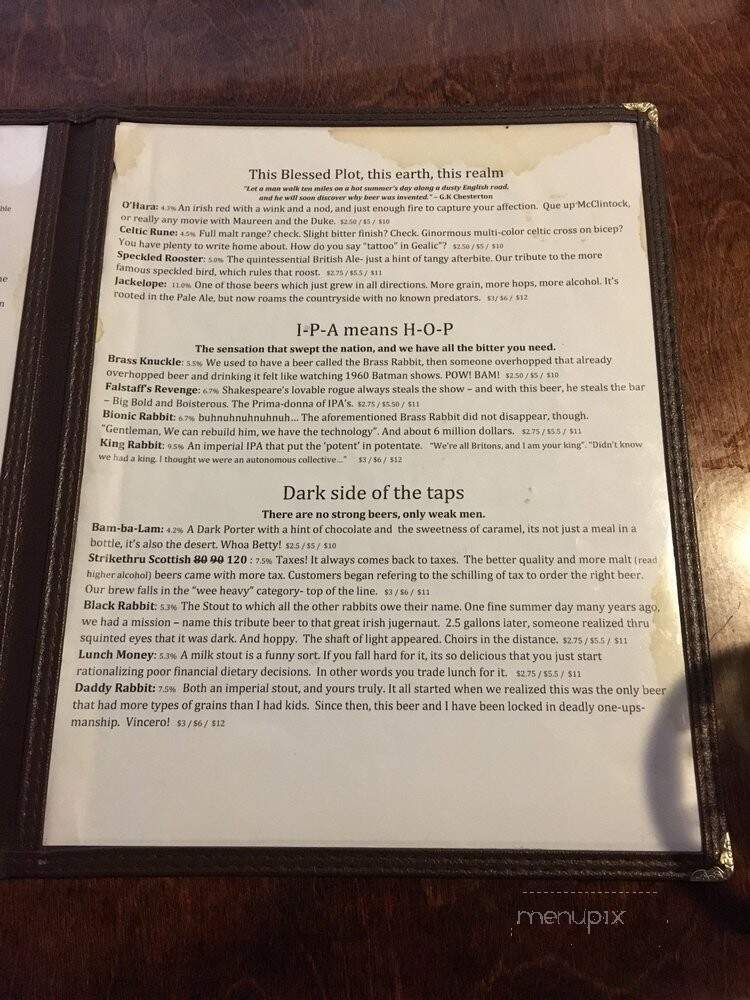 ble
ne
n
This Blessed Plot, this earth, this realm
"Let a man walk ten miles on a hot summer's day along a dusty English road,
and he will soon discover why beer was invented." – G.K Chesterton
O'Hara: 4.3% An irish red with a wink and a nod, and just enough fire to capture your affection. Que up McClintock,
or really any movie with Maureen and the Duke. $2.50 / $5 / $10
Celtic Rune: 4.5% Full malt range? check. Slight bitter finish? Check. Ginormous multi-color celtic cross on bicep?
You have plenty to write home about. How do you say "tattoo" in Gealic"? $2.50 / $5 / $10
Speckled Rooster: 5.0% The quintessential British Ale- just a hint of tangy afterbite. Our tribute to the more
famous speckled bird, which rules that roost. $2.75 / $5.5 / $11
Jackelope: 11.0% One of those beers which just grew in all directions. More grain, more hops, more alcohol. It's
rooted in the Pale Ale, but now roams the countryside with no known predators. $3/ $6 / $12
I-P-A means H-O-P
The sensation that swept the nation, and we have all the bitter you need.
Brass Knuckle: 5.5% We used to have a beer called the Brass Rabbit, then someone overhopped that already
overhopped beer and drinking it felt like watching 1960 Batman shows. POW! BAM! $2.50 / $5 / $10
Falstaff's Revenge: 6.7% Shakespeare's lovable rogue always steals the show – and with this beer, he steals the bar
– Big Bold and Boisterous. The Prima-donna of IPA's. $2.75 / $5.50 / $11
Bionic Rabbit: 6.7% buhnuhnuhnuhnuh... The aforementioned Brass Rabbit did not disappear, though.
"Gentleman, We can rebuild him, we have the technology". And about 6 million dollars. $2.75 / $5.5 / $11
King Rabbit: 9.5% An imperial IPA that put the 'potent' in potentate. "We're all Britons, and I am your king". "Didn't know
we had a king. I thought we were an autonomous collective..." $3 / $6 / $12
Dark side of the taps
There are no strong beers, only weak men.
Bam-ba-Lam: 4.2% A Dark Porter with a hint of chocolate and the sweetness of caramel, its not just a meal in a
bottle, it's also the desert. Whoa Betty! $2.5 / $5 / $10
Strikethru Scottish 80 90 120 : 7.5% Taxes! It always comes back to taxes. The better quality and more malt (read
higher alcohol) beers came with more tax. Customers began refering to the schilling of tax to order the right beer.
Our brew falls in the "wee heavy" category- top of the line. $3 / $6 / $11
Black Rabbit: 5.3% The Stout to which all the other rabbits owe their name. One fine summer day many years ago,
we had a mission – name this tribute beer to that great irish jugernaut. 2.5 gallons later, someone realized thru
squinted eyes that it was dark. And hoppy. The shaft of light appeared. Choirs in the distance. $2.75 / $5.5 / $11
Lunch Money: 5.3% A milk stout is a funny sort. If you fall hard for it, its so delicious that you just start
rationalizing poor financial dietary decisions. In other words you trade lunch for it. $2.75 / $5.5 / $11
Daddy Rabbit: 7.5% Both an imperial stout, and yours truly. It all started when we realized this was the only beer
that had more types of grains than I had kids. Since then, this beer and I have been locked in deadly one-ups-
manship. Vincero! $3 / $6 / $12
menupix